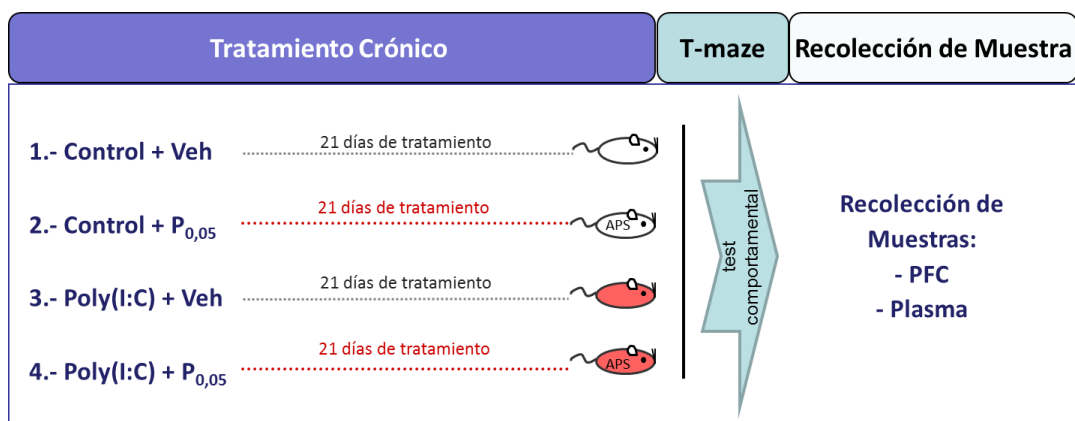 Tratamiento Crónico
T-maze
Recolección de Muestra
1.- Control + Veh
21 días de tratamiento
2.- Control + P0,05
21 días de tratamiento
APS
3.- Poly(I:C) + Veh
21 días de tratamiento
4.- Poly(I:C) + P0,05
21 días de tratamiento
APS
test
comportamental
Recolección de
Muestras:
- PFC
- Plasma